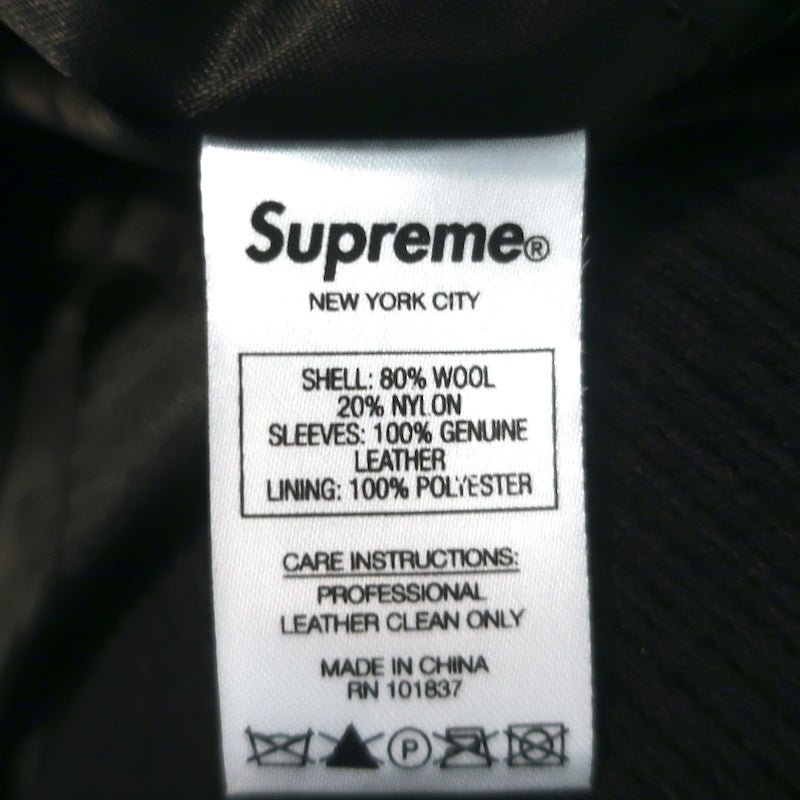 Supreme®
NEW YORK CITY
SHELL: 80% WOOL
20% NYLON
SLEEVES: 100% GENUINE
LEATHER
LINING: 100% POLYESTER
CARE INSTRUCTIONS:
PROFESSIONAL
LEATHER CLEAN ONLY
MADE IN CHINA
RN 101837
P